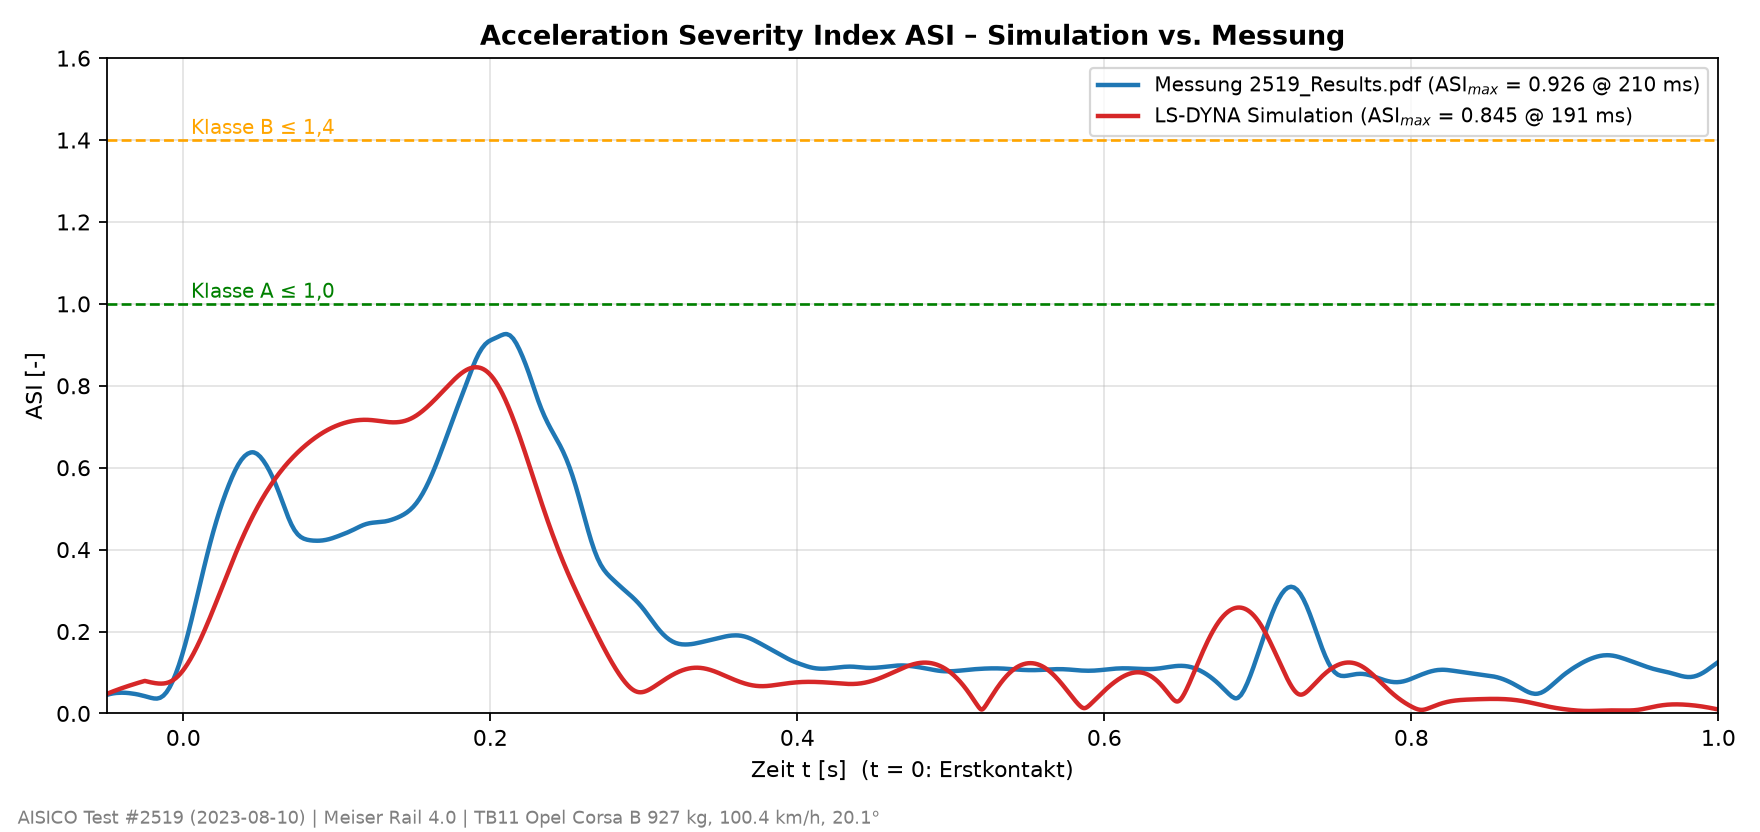 Acceleration Severity Index ASI – Simulation vs. Messung
Messung 2519_Results.pdf (ASImax = 0.926 @ 210 ms)
LS-DYNA Simulation (ASImax = 0.845 @ 191 ms)
Klasse B ≤ 1,4
Klasse A ≤ 1,0
ASI [-]
1.6
1.4
1.2
1.0
0.8
0.6
0.4
0.2
0.0
0.0 0.2 0.4 0.6 0.8 1.0
Zeit t [s]  (t = 0: Erstkontakt)
AISICO Test #2519 (2023-08-10) | Meiser Rail 4.0 | TB11 Opel Corsa B 927 kg, 100.4 km/h, 20.1°